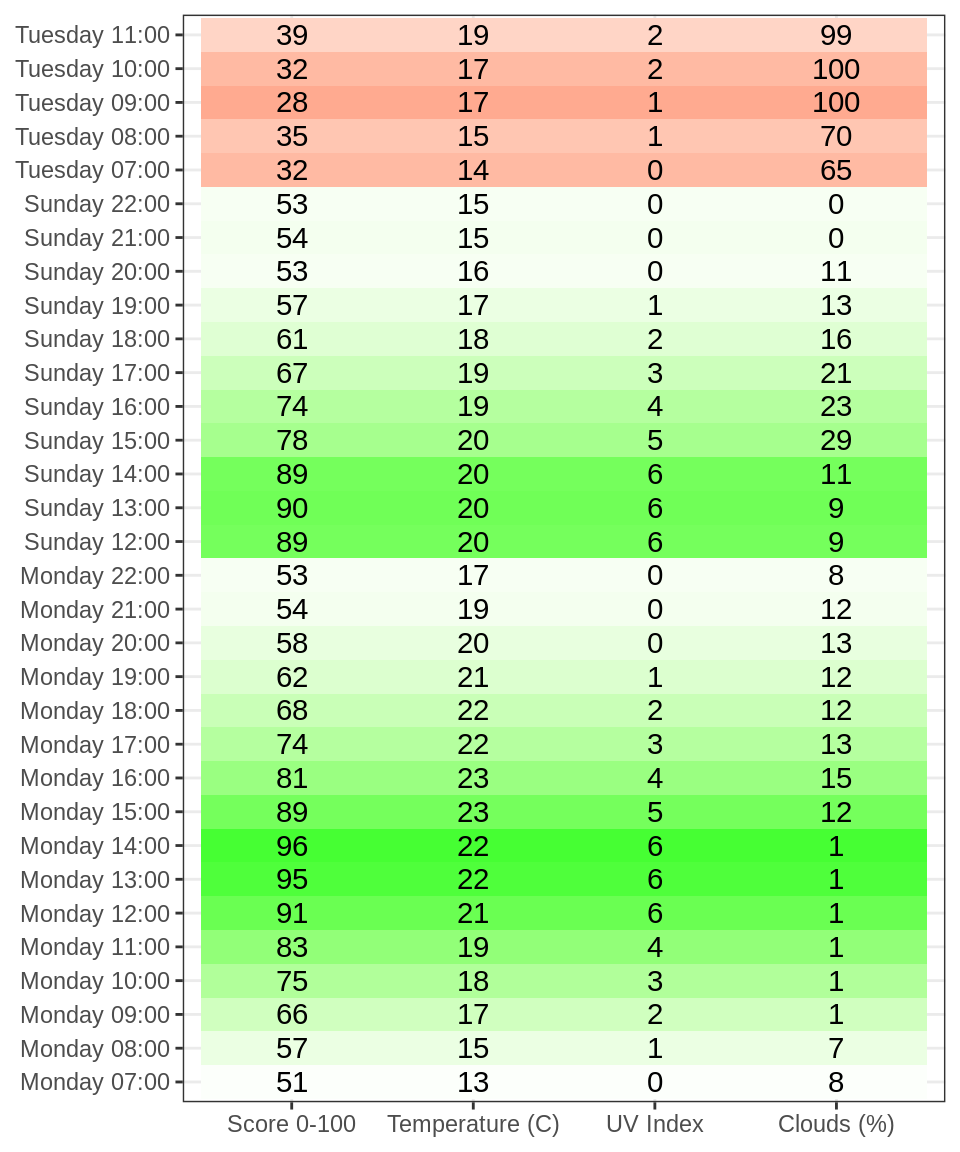 Tuesday 11:00 39 19 2 99
Tuesday 10:00 32 17 2 100
Tuesday 09:00 28 17 1 100
Tuesday 08:00 35 15 1 70
Tuesday 07:00 32 14 0 65
Sunday 22:00 53 15 0 0
Sunday 21:00 54 15 0 0
Sunday 20:00 53 16 0 11
Sunday 19:00 57 17 1 13
Sunday 18:00 61 18 2 16
Sunday 17:00 67 19 3 21
Sunday 16:00 74 19 4 23
Sunday 15:00 78 20 5 29
Sunday 14:00 89 20 6 11
Sunday 13:00 90 20 6 9
Sunday 12:00 89 20 6 9
Monday 22:00 53 17 0 8
Monday 21:00 54 19 0 12
Monday 20:00 58 20 0 13
Monday 19:00 62 21 1 12
Monday 18:00 68 22 2 12
Monday 17:00 74 22 3 13
Monday 16:00 81 23 4 15
Monday 15:00 89 23 5 12
Monday 14:00 96 22 6 1
Monday 13:00 95 22 6 1
Monday 12:00 91 21 6 1
Monday 11:00 83 19 4 1
Monday 10:00 75 18 3 1
Monday 09:00 66 17 2 1
Monday 08:00 57 15 1 7
Monday 07:00 51 13 0 8
Score 0-100 Temperature (C) UV Index Clouds (%)